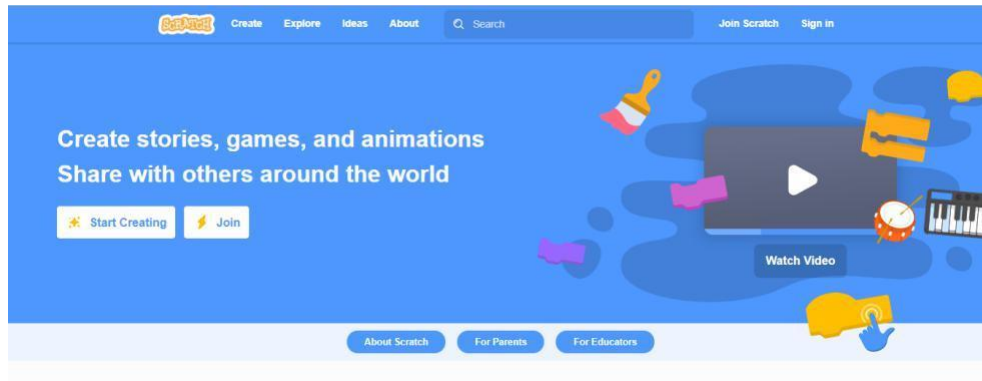 SCRATCH Create Explore Ideas About Search Join Scratch Sign in
Create stories, games, and animations
Share with others around the world
Start Creating Join
Watch Video
About Scratch For Parents For Educators